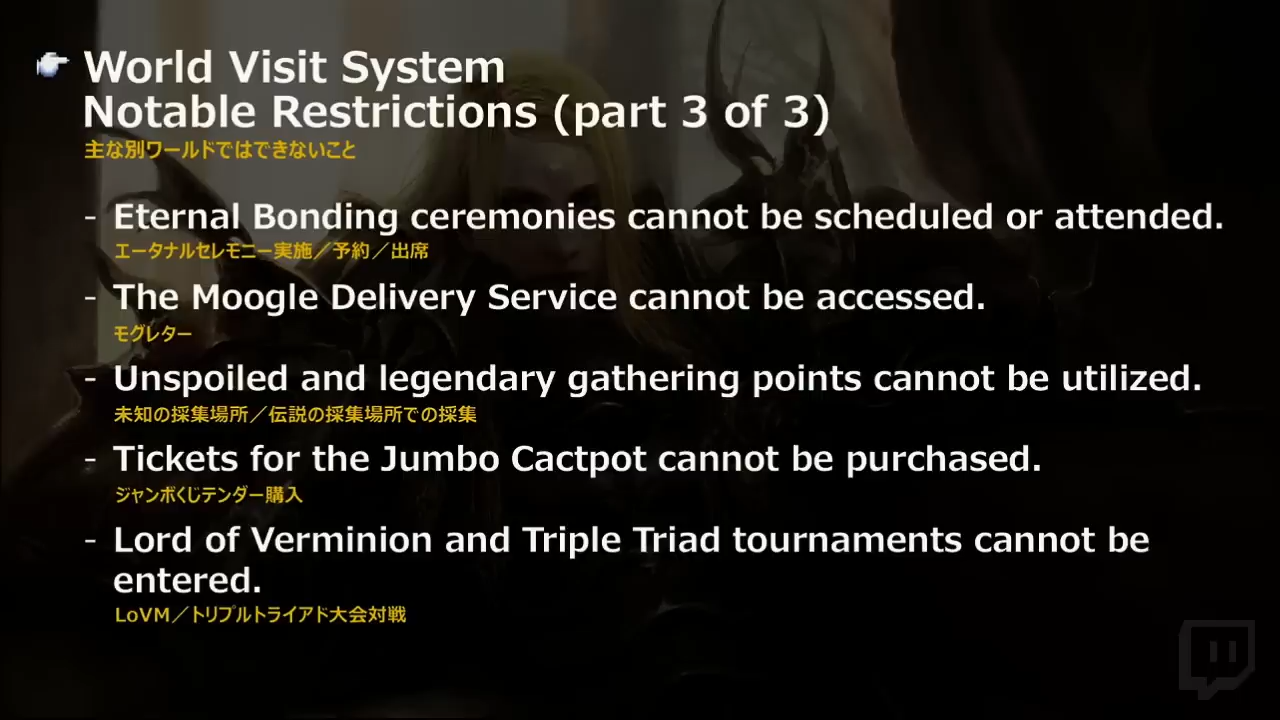 World Visit System
Notable Restrictions (part 3 of 3)
主な別ワールドではできないこと
- Eternal Bonding ceremonies cannot be scheduled or attended.
エータナルセレモニー実施／予約／出席
- The Moogle Delivery Service cannot be accessed.
モグレター
- Unspoiled and legendary gathering points cannot be utilized.
未知の採集場所／伝説の採集場所での採集
- Tickets for the Jumbo Cactpot cannot be purchased.
ジャンボくじテンダー購入
- Lord of Verminion and Triple Triad tournaments cannot be
entered.
LoVM／トリプルトライアド大会対戦